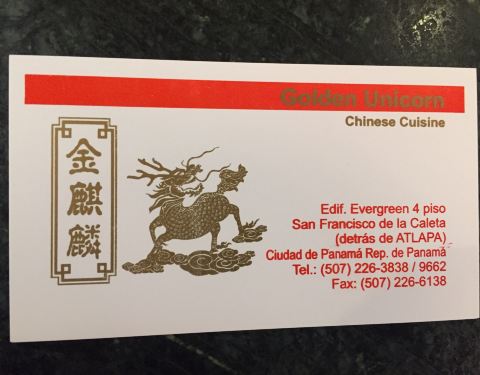 Golden Unicorn
Chinese Cuisine
金麒麟
Edif. Evergreen 4 piso
San Francisco de la Caleta
(detrás de ATLAPA)
Ciudad de Panamá Rep. de Panamá
Tel.: (507) 226-3838 / 9662
Fax: (507) 226-6138